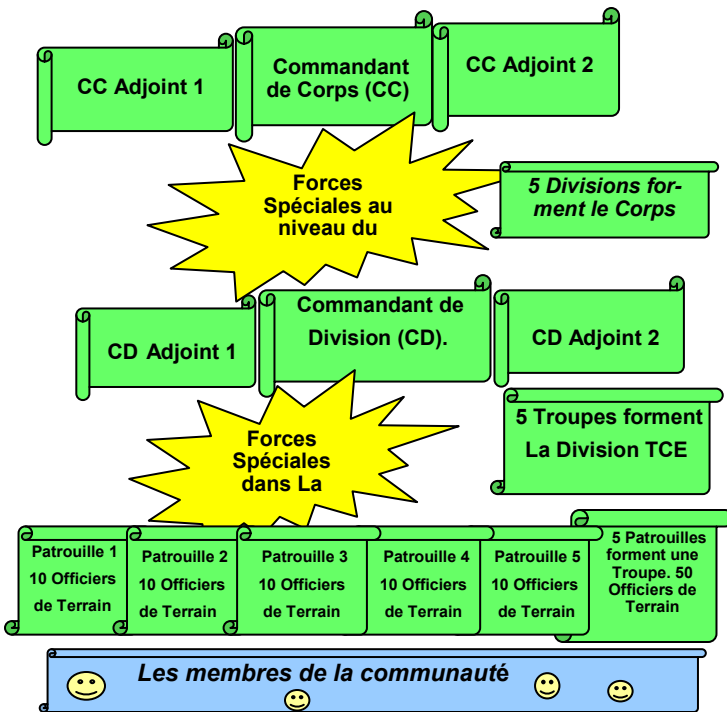 CC Adjoint 1
Commandant
de Corps (CC)
CC Adjoint 2
Forces
Spéciales au
niveau du
5 Divisions for-
ment le Corps
CD Adjoint 1
Commandant de
Division (CD).
CD Adjoint 2
Forces
Spéciales
dans La
5 Troupes forment
La Division TCE
Patrouille 1
10 Officiers
de Terrain
Patrouille 2
10 Officiers
de Terrain
Patrouille 3
10 Officiers
de Terrain
Patrouille 4
10 Officiers
de Terrain
Patrouille 5
10 Officiers
de Terrain
5 Patrouilles
forment une
Troupe. 50
Officiers de
Terrain
Les membres de la communauté